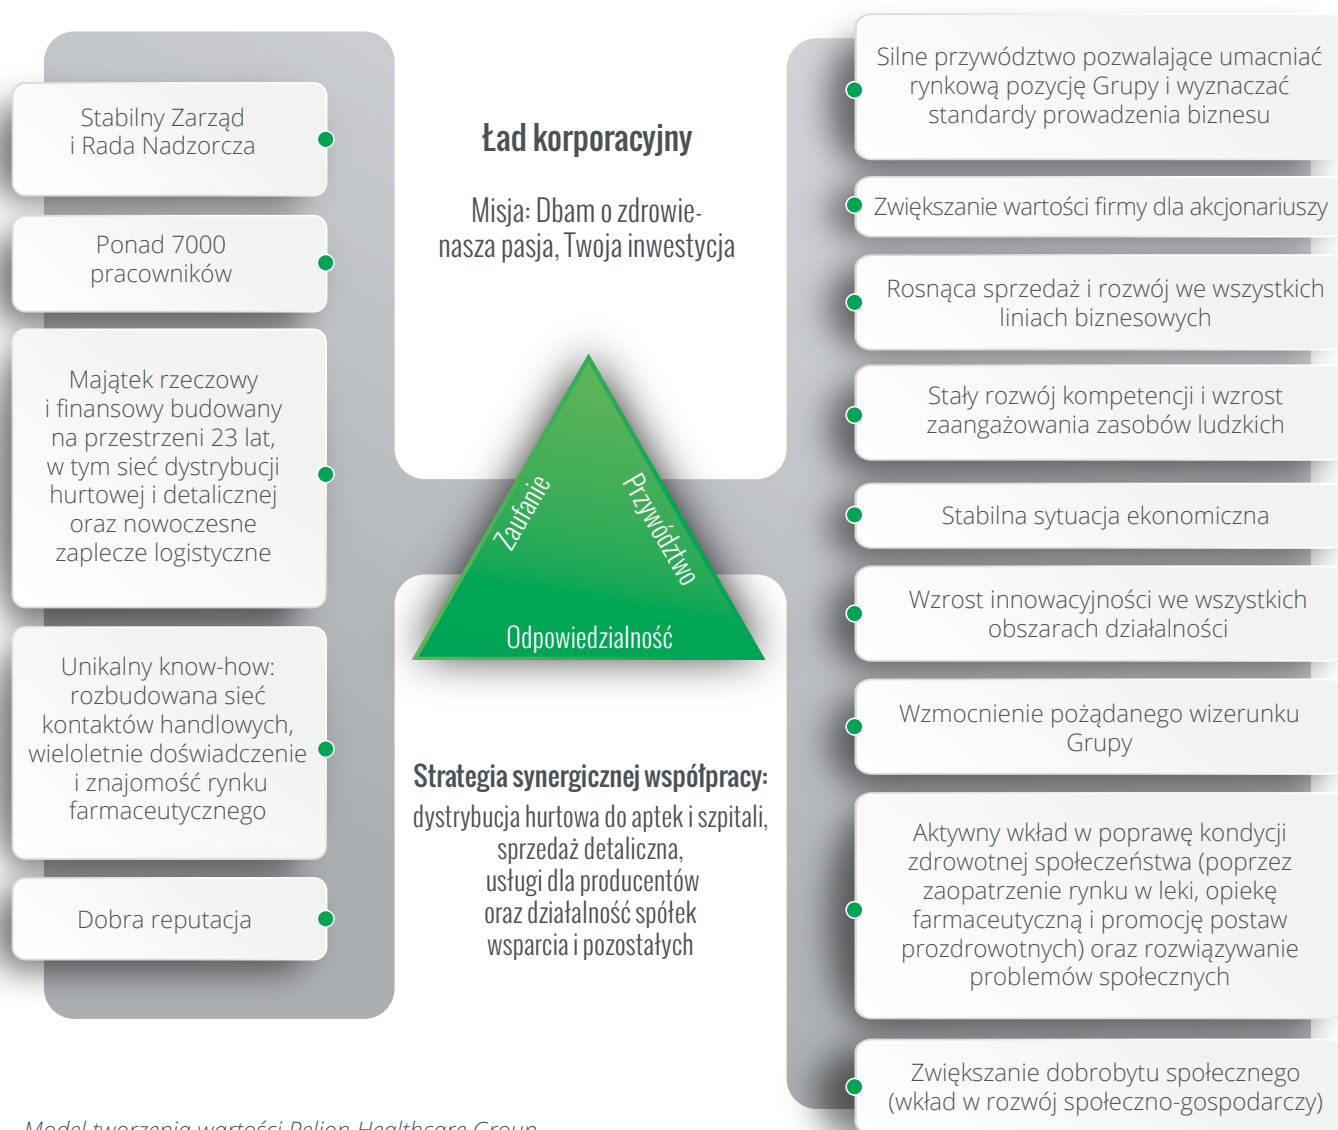 Stabilny Zarząd
i Rada Nadzorcza
Ponad 7000
pracowników
Majątek rzeczowy
i finansowy budowany
na przestrzeni 23 lat,
w tym sieć dystrybucji
hurtowej i detalicznej
oraz nowoczesne
zaplecze logistyczne
Unikalny know-how:
rozbudowana sieć
kontaktów handlowych,
wieloletnie doświadczenie
i znajomość rynku
farmaceutycznego
Dobra reputacja
Ład korporacyjny
Misja: Dbam o zdrowie-
nasza pasja, Twoja inwestycja
Zaufanie
Przywództwo
Odpowiedzialność
Strategia synergicznej współpracy:
dystrybucja hurtowa do aptek i szpitali,
sprzedaż detaliczna,
usługi dla producentów
oraz działalność spółek
wsparcia i pozostałych
Silne przywództwo pozwalające umacniać
rynkową pozycję Grupy i wyznaczać
standardy prowadzenia biznesu
Zwiększanie wartości firmy dla akcjonariuszy
Rosnąca sprzedaż i rozwój we wszystkich
liniach biznesowych
Stały rozwój kompetencji i wzrost
zaangażowania zasobów ludzkich
Stabilna sytuacja ekonomiczna
Wzrost innowacyjności we wszystkich
obszarach działalności
Wzmocnienie pożądanego wizerunku
Grupy
Aktywny wkład w poprawę kondycji
zdrowotnej społeczeństwa (poprzez
zaopatrzenie rynku w leki, opiekę
farmaceutyczną i promocję postaw
prozdrowotnych) oraz rozwiązywanie
problemów społecznych
Zwiększanie dobrobytu społecznego
(wkład w rozwój społeczno-gospodarczy)
Model tworzenia wartości Pelion Healthcare Group